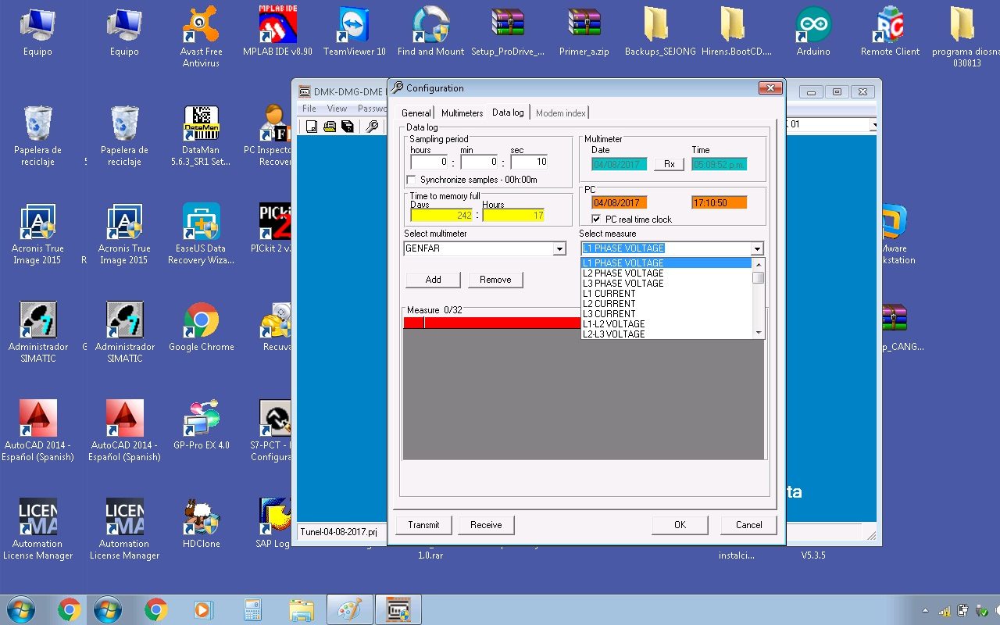 MPLAB IDE
Equipo
Equipo
Avast Free
Antivirus
MPLAB IDE v8.90
TeamViewer 10
Find and Mount
Setup_ProDrive_...
Primer_a.zip
Backups_SEJONG
Hirens.BootCD....
Arduino
RC
Remote Client
programa diosna
030813
DMK-DMG-DME
Configuration
File
View
Passwo
General
Multimeters
Data log
Modem index
01
Data log
Sampling period
hours
min
sec
0 : 0 : 10
Synchronize samples - 00h:00m
Multimeter
Date
Time
04/08/2017
Rx
05:09:52 p.m.
Time to memory full
Days
Hours
242 : 17
PC
04/08/2017
17:10:50
PC real time clock
Select multimeter
Select measure
GENFAR
L1 PHASE VOLTAGE
L1 PHASE VOLTAGE
L2 PHASE VOLTAGE
L3 PHASE VOLTAGE
L1 CURRENT
L2 CURRENT
L3 CURRENT
L1-L2 VOLTAGE
L2-L3 VOLTAGE
Add
Remove
Measure 0/32
ta
Transmit
Receive
OK
Cancel
Tunel-04-08-2017.prj
Papelera de
reciclaje
Papelera de
reciclaje
DataMan
DataMan
5.6.3_SR1 Set...
PC Inspector
Recover
Acronis True
Image 2015
Acronis True
Image 2015
EaseUS Data
Recovery Wiza...
PICkit
PICkit 2 v
Mware
kstation
Administrador
SIMATIC
Administrador
SIMATIC
Google Chrome
Recuva
p_CANG...
AutoCAD 2014 -
Español (Spanish)
AutoCAD 2014 -
Español (Spanish)
GP-Pro EX 4.0
S7-PCT -
Configura
LICEN
MA
Automation
License Manager
LICEN
MA
Automation
License Manager
HDClone
SAP Log
1.0.rar
instalci...
V5.3.5